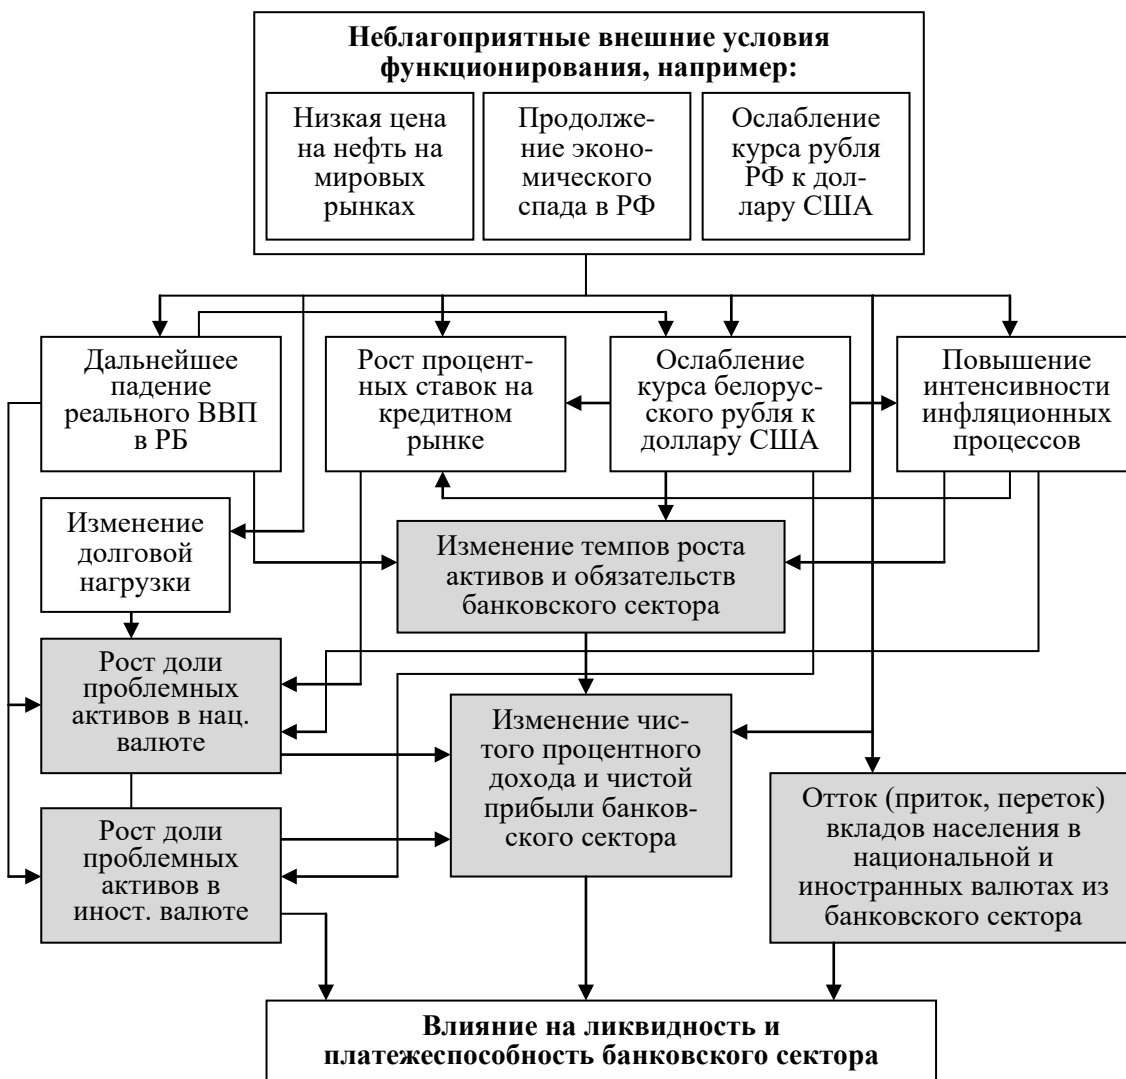 Неблагоприятные внешние условия
функционирования, например:
Низкая цена
на нефть на
мировых
рынках
Продолже-
ние эконо-
мического
спада в РФ
Ослабление
курса рубля
РФ к дол-
лару США
Дальнейшее
падение
реального ВВП
в РБ
Рост процент-
ных ставок на
кредитном
рынке
Ослабление
курса белорус-
ского рубля к
доллару США
Повышение
интенсивности
инфляционных
процессов
Изменение
долговой
нагрузки
Изменение темпов роста
активов и обязательств
банковского сектора
Рост доли
проблемных
активов в нац.
валюте
Изменение чис-
того процентного
дохода и чистой
прибыли банков-
ского сектора
Отток (приток, переток)
вкладов населения в
национальной и
иностранных валютах из
банковского сектора
Рост доли
проблемных
активов в
иност. валюте
Влияние на ликвидность и
платежеспособность банковского сектора